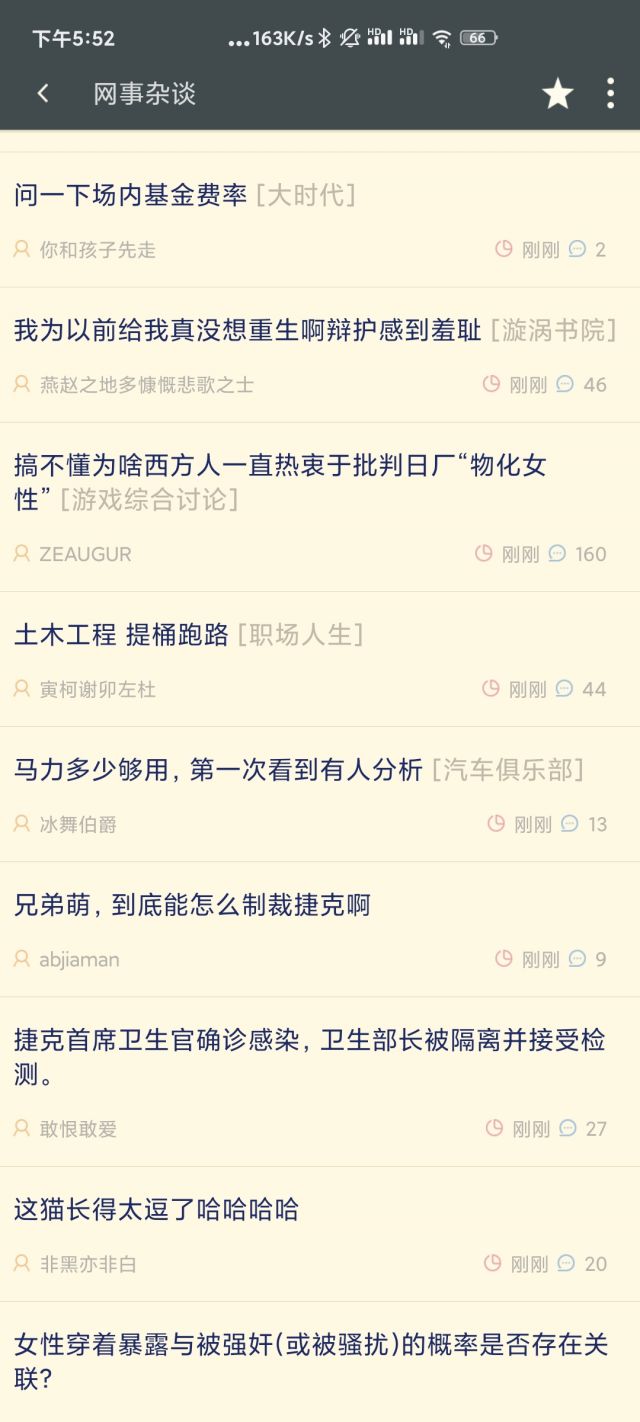 下午5:52 ...163K/s HD HD 66
网事杂谈
问一下场内基金费率 [大时代]
你和孩子先走 刚刚 2
我为以前给我真没想重生啊辩护感到羞耻 [漩涡书院]
燕赵之地多慷慨悲歌之士 刚刚 46
搞不懂为啥西方人一直热衷于批判日厂“物化女
性” [游戏综合讨论]
ZEAUGUR 刚刚 160
土木工程 提桶跑路 [职场人生]
寅柯谢卯左杜 刚刚 44
马力多少够用, 第一次看到有人分析 [汽车俱乐部]
冰舞伯爵 刚刚 13
兄弟萌, 到底能怎么制裁捷克啊
abjiaman 刚刚 9
捷克首席卫生官确诊感染, 卫生部长被隔离并接受检
测。
敢恨敢爱 刚刚 27
这猫长得太逗了哈哈哈哈
非黑亦非白 刚刚 20
女性穿着暴露与被强奸(或被骚扰)的概率是否存在关
联?